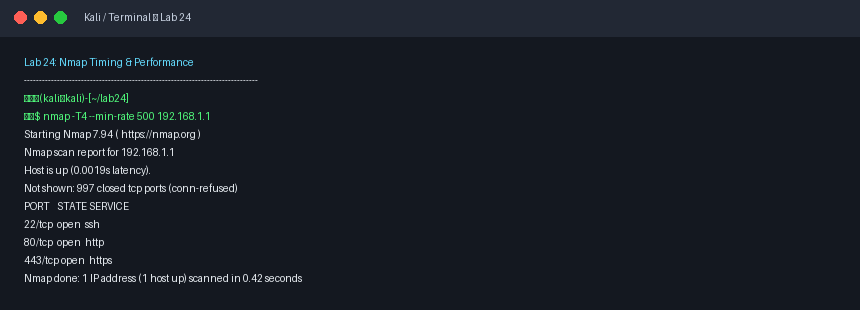 Kali / Terminal □ Lab 24
Lab 24: Nmap Timing & Performance
------------------------------------------------------------------------------
□□□(kali□kali)-[~/lab24]
□□$ nmap -T4 --min-rate 500 192.168.1.1
Starting Nmap 7.94 ( https://nmap.org )
Nmap scan report for 192.168.1.1
Host is up (0.0019s latency).
Not shown: 997 closed tcp ports (conn-refused)
PORT    STATE SERVICE
22/tcp  open  ssh
80/tcp  open  http
443/tcp open  https
Nmap done: 1 IP address (1 host up) scanned in 0.42 seconds